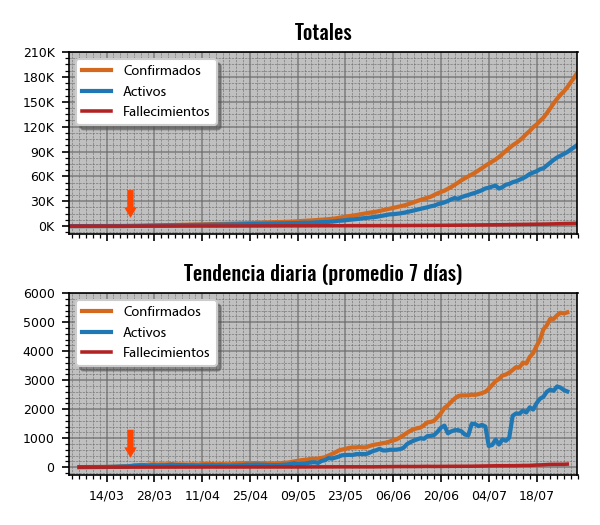 Totales
210K
180K
150K
120K
90K
60K
30K
0K
Confirmados
Activos
Fallecimientos
Tendencia diaria (promedio 7 días)
6000
5000
4000
3000
2000
1000
0
Confirmados
Activos
Fallecimientos
14/03 28/03 11/04 25/04 09/05 23/05 06/06 20/06 04/07 18/07